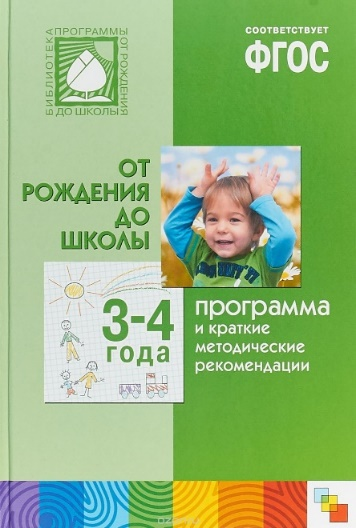 БИБЛИОТЕКА
ПРОГРАММЫ
ОТ РОЖДЕНИЯ
ДО ШКОЛЫ
СООТВЕТСТВУЕТ
ФГОС
ОТ
РОЖДЕНИЯ
ДО
ШКОЛЫ
3-4
года
программа
и краткие
методические
рекомендации